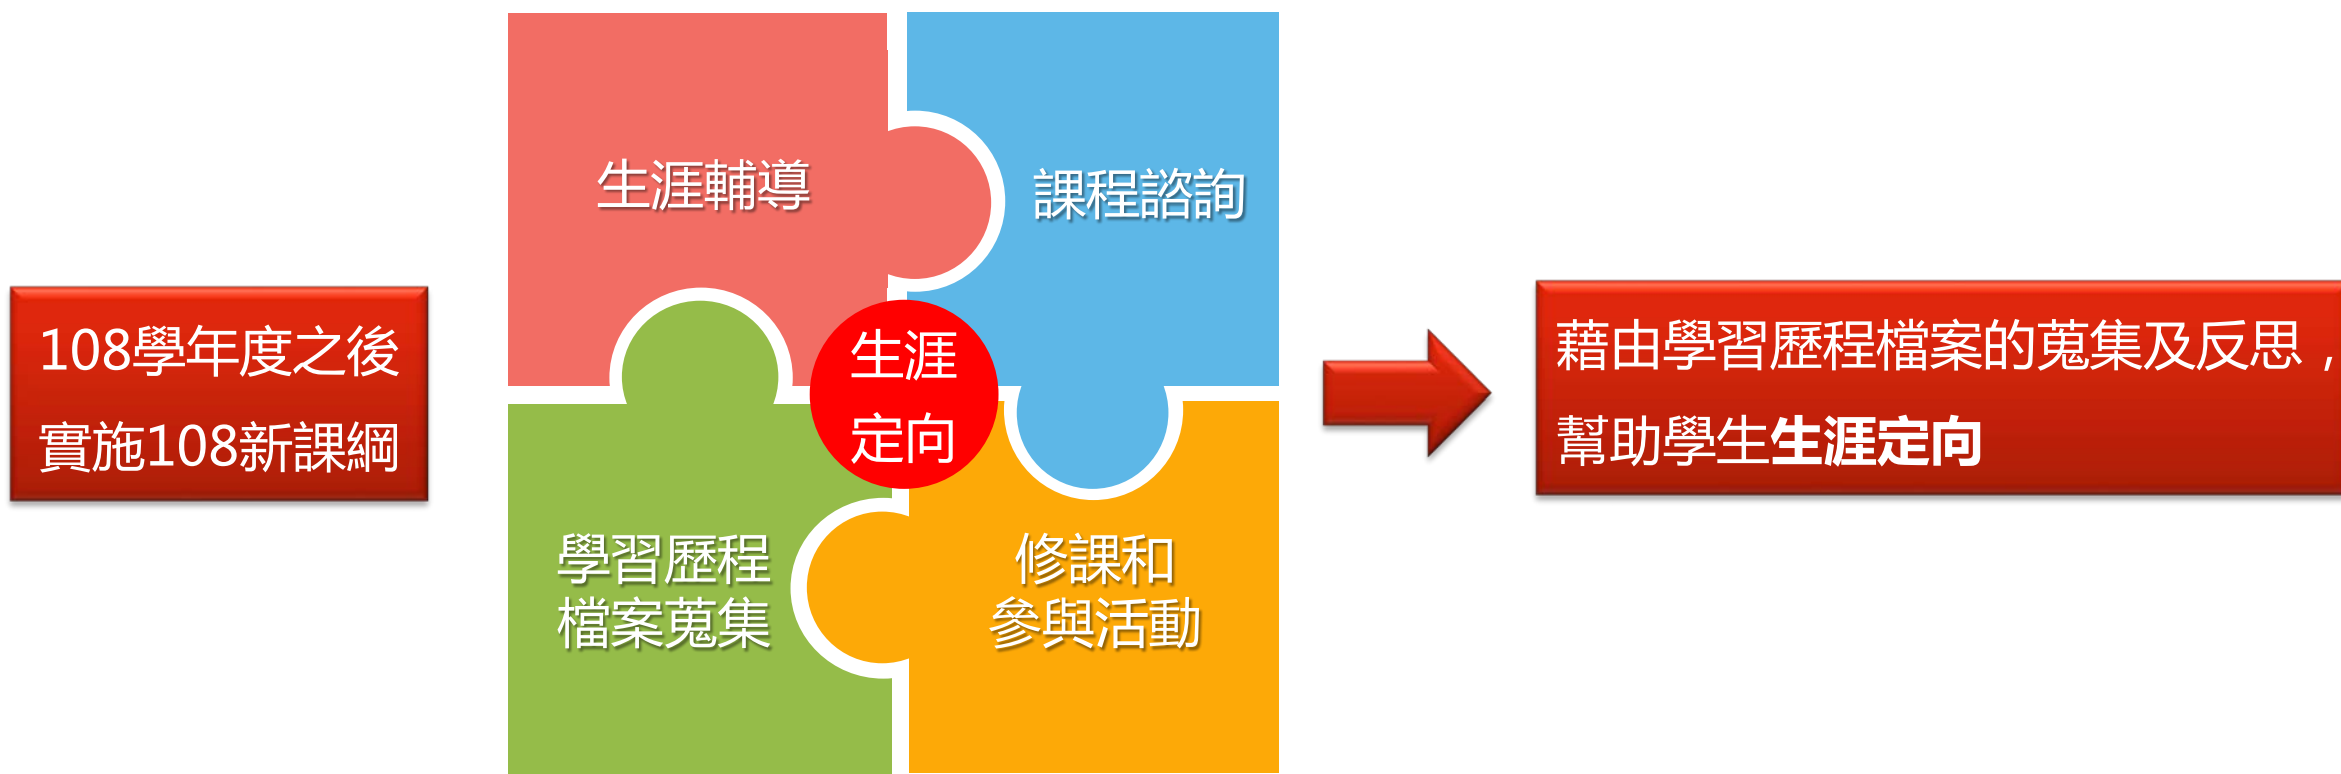 108學年度之後
實施108新課綱
生涯輔導
課程諮詢
生涯
定向
學習歷程
檔案蒐集
修課和
參與活動
藉由學習歷程檔案的蒐集及反思，
幫助學生生涯定向